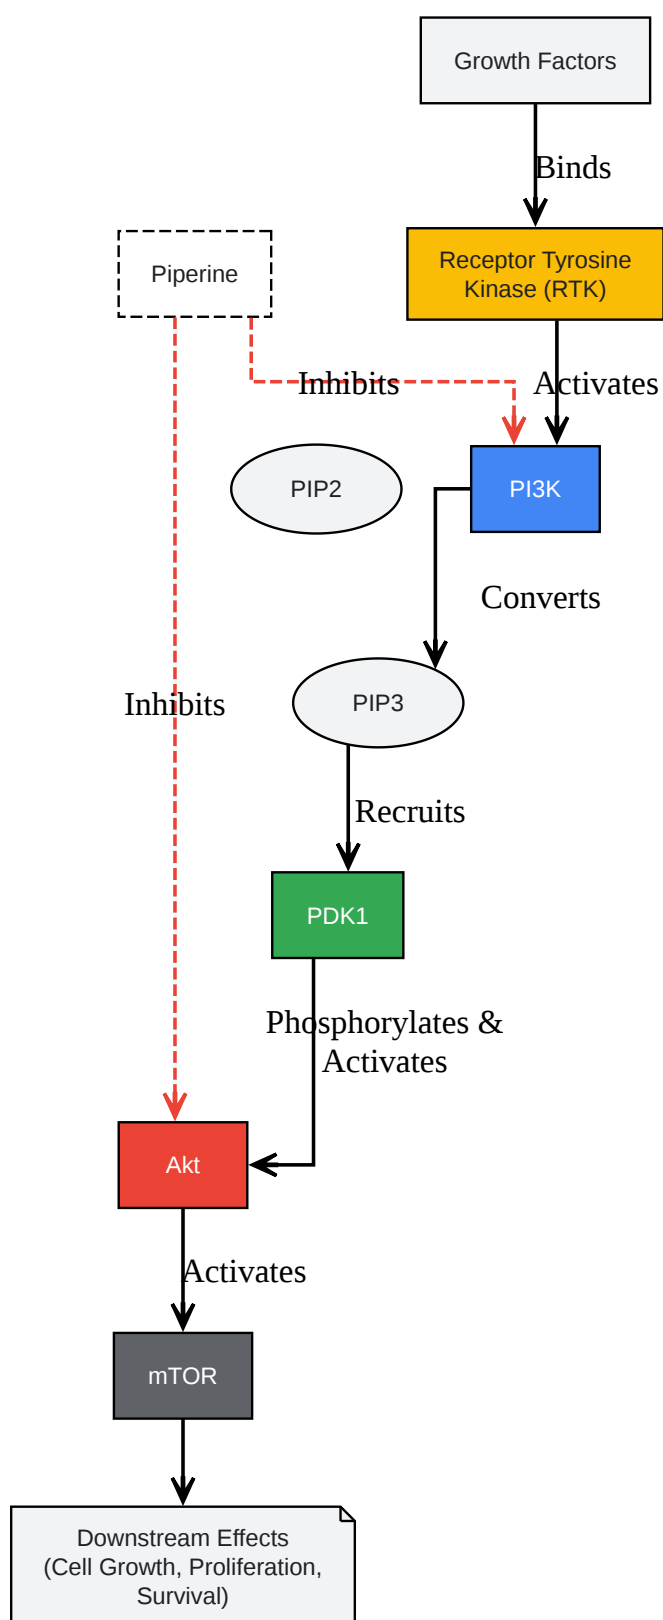 Growth Factors
Binds
Receptor Tyrosine
Kinase (RTK)
Piperine
Inhibits
Activates
PIP2
PI3K
Converts
PIP3
Inhibits
Recruits
PDK1
Phosphorylates &
Activates
Akt
Activates
mTOR
Downstream Effects
(Cell Growth, Proliferation,
Survival)